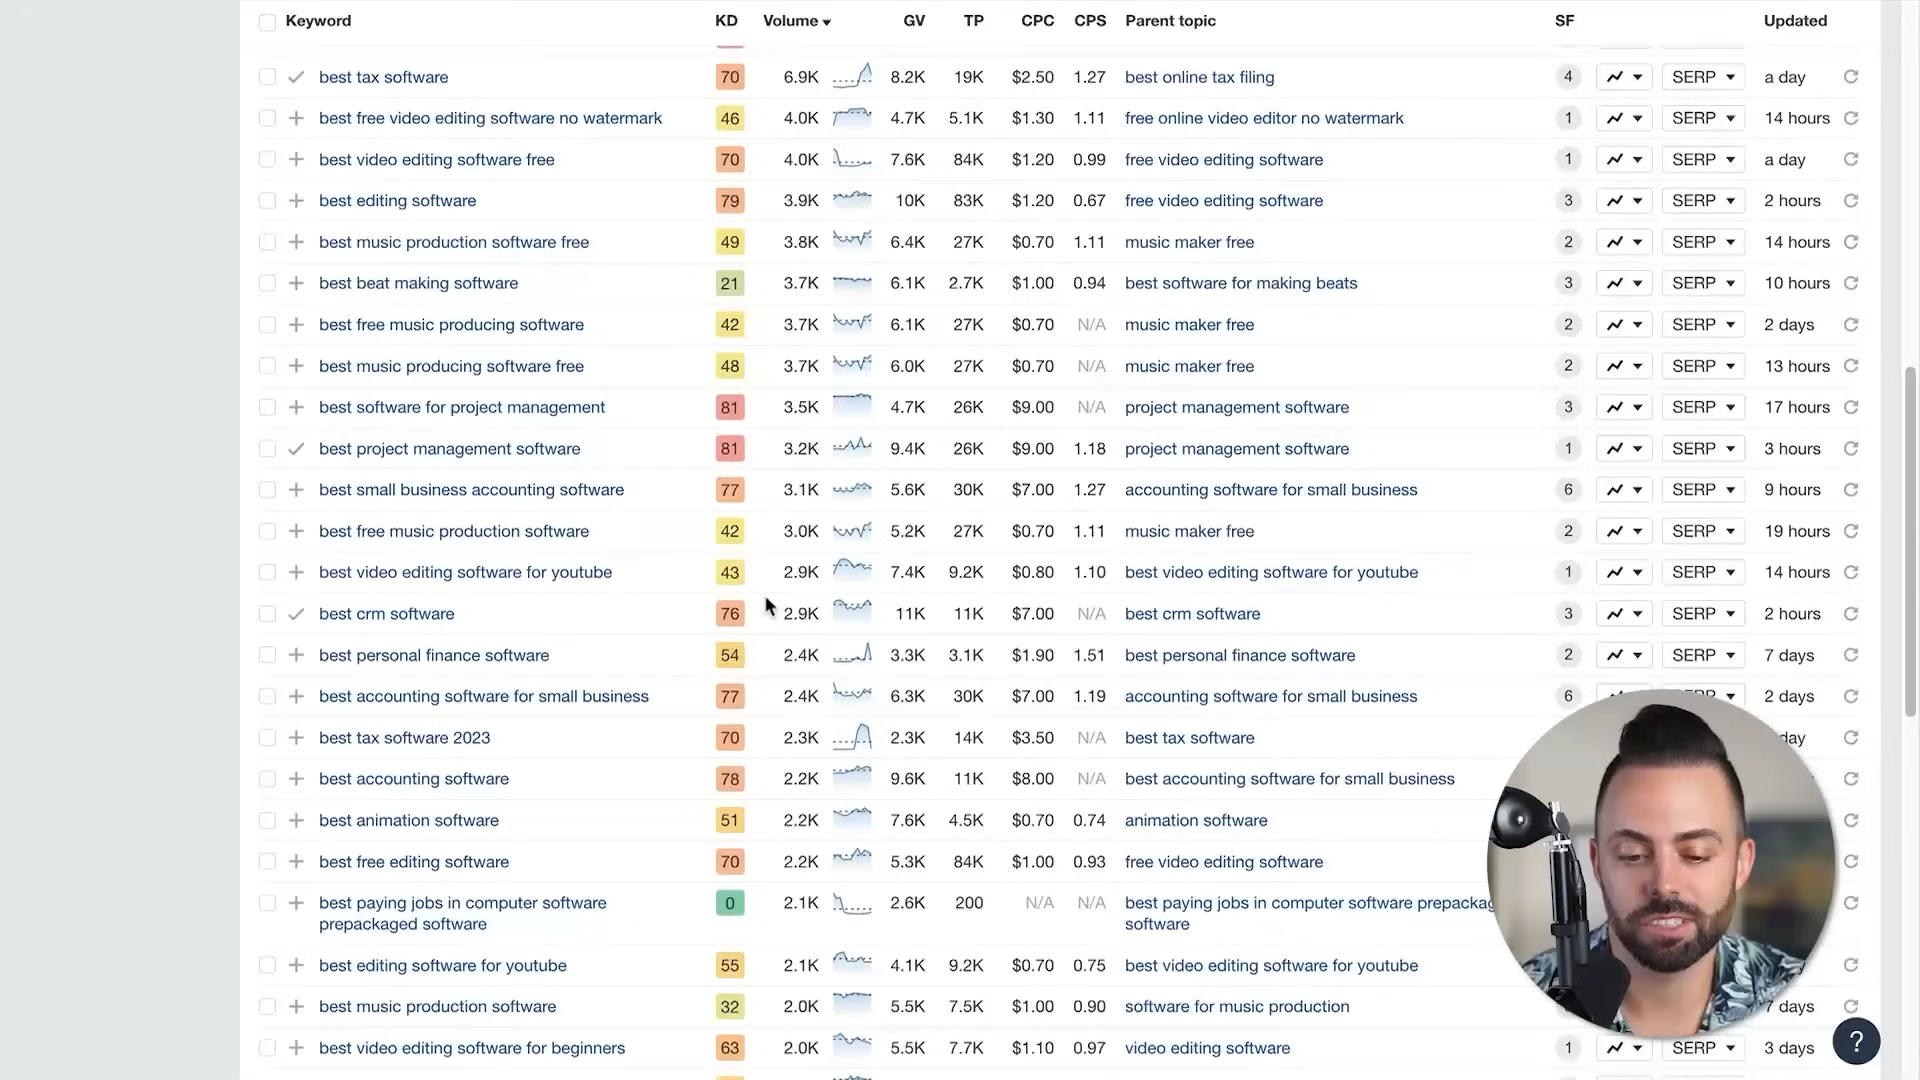 Keyword KD Volume GV TP CPC CPS Parent topic SF Updated
best tax software 70 6.9K 8.2K 19K $2.50 1.27 best online tax filing 4 SERP a day
best free video editing software no watermark 46 4.0K 4.7K 5.1K $1.30 1.11 free online video editor no watermark 1 SERP 14 hours
best video editing software free 70 4.0K 7.6K 84K $1.20 0.99 free video editing software 1 SERP a day
best editing software 79 3.9K 10K 83K $1.20 0.67 free video editing software 3 SERP 2 hours
best music production software free 49 3.8K 6.4K 27K $0.70 1.11 music maker free 2 SERP 14 hours
best beat making software 21 3.7K 6.1K 2.7K $1.00 0.94 best software for making beats 3 SERP 10 hours
best free music producing software 42 3.7K 6.1K 27K $0.70 N/A music maker free 2 SERP 2 days
best music producing software free 48 3.7K 6.0K 27K $0.70 N/A music maker free 2 SERP 13 hours
best software for project management 81 3.5K 4.7K 26K $9.00 N/A project management software 3 SERP 17 hours
best project management software 81 3.2K 9.4K 26K $9.00 1.18 project management software 1 SERP 3 hours
best small business accounting software 77 3.1K 5.6K 30K $7.00 1.27 accounting software for small business 6 SERP 9 hours
best free music production software 42 3.0K 5.2K 27K $0.70 1.11 music maker free 2 SERP 19 hours
best video editing software for youtube 43 2.9K 7.4K 9.2K $0.80 1.10 best video editing software for youtube 1 SERP 14 hours
best crm software 76 2.9K 11K 11K $7.00 N/A best crm software 3 SERP 2 hours
best personal finance software 54 2.4K 3.3K 3.1K $1.90 1.51 best personal finance software 2 SERP 7 days
best accounting software for small business 77 2.4K 6.3K 30K $7.00 1.19 accounting software for small business 6 SERP 2 days
best tax software 2023 70 2.3K 2.3K 14K $3.50 N/A best tax software day
best accounting software 78 2.2K 9.6K 11K $8.00 N/A best accounting software for small business
best animation software 51 2.2K 7.6K 4.5K $0.70 0.74 animation software
best free editing software 70 2.2K 5.3K 84K $1.00 0.93 free video editing software
best paying jobs in computer software 0 2.1K 2.6K 200 N/A N/A best paying jobs in computer software prepackag
prepackaged software software
best editing software for youtube 55 2.1K 4.1K 9.2K $0.70 0.75 best video editing software for youtube
best music production software 32 2.0K 5.5K 7.5K $1.00 0.90 software for music production 7 days
best video editing software for beginners 63 2.0K 5.5K 7.7K $1.10 0.97 video editing software 1 SERP 3 days
?